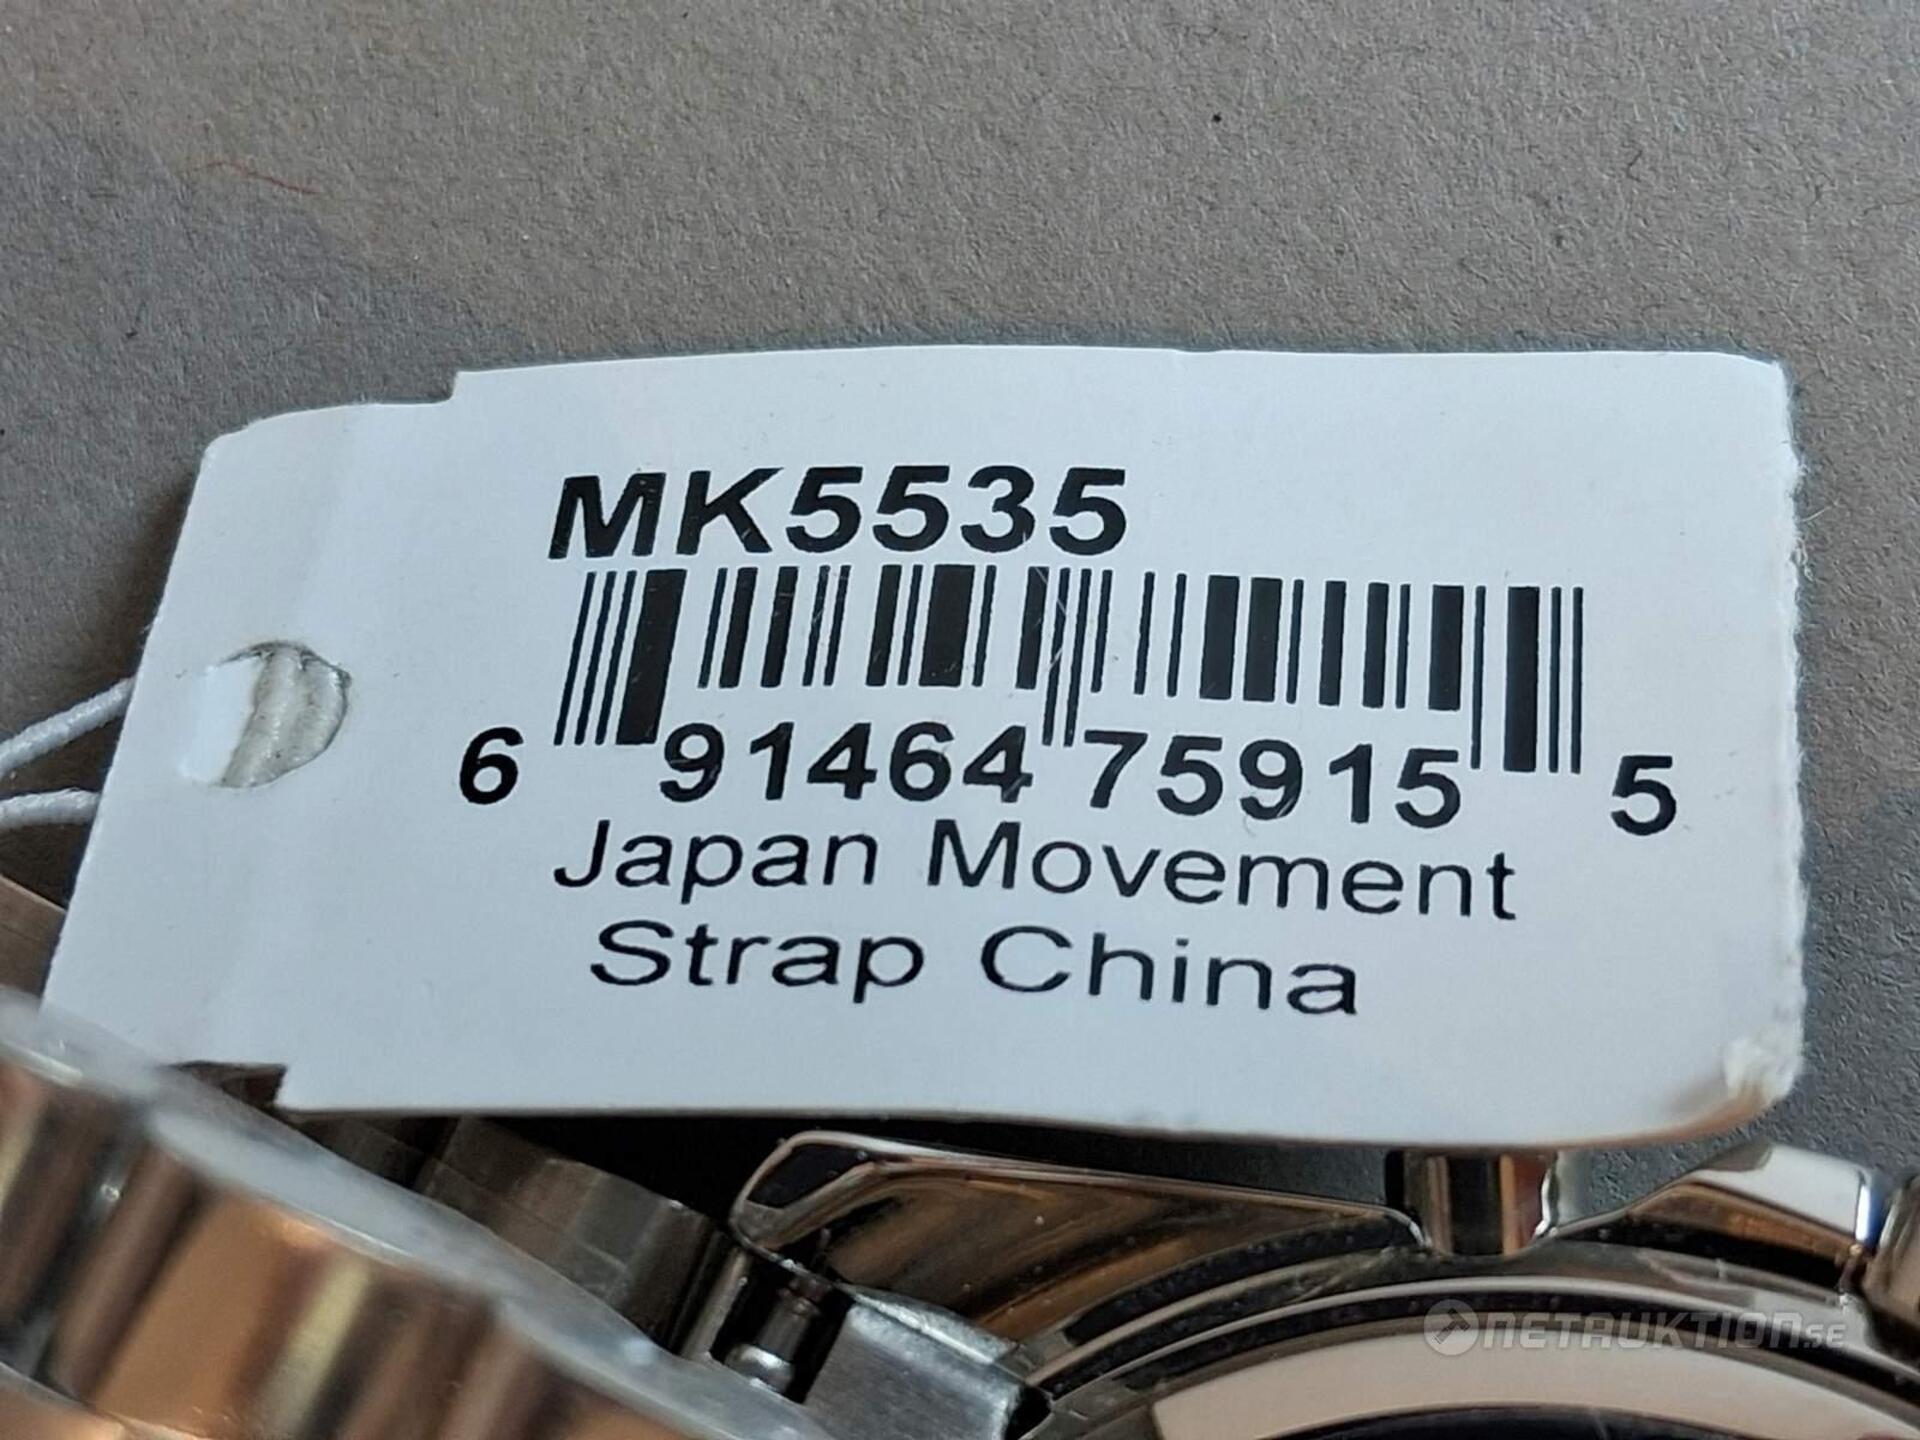 MK5535
6 91464 75915 5
Japan Movement
Strap China
NETAUKTION.SE